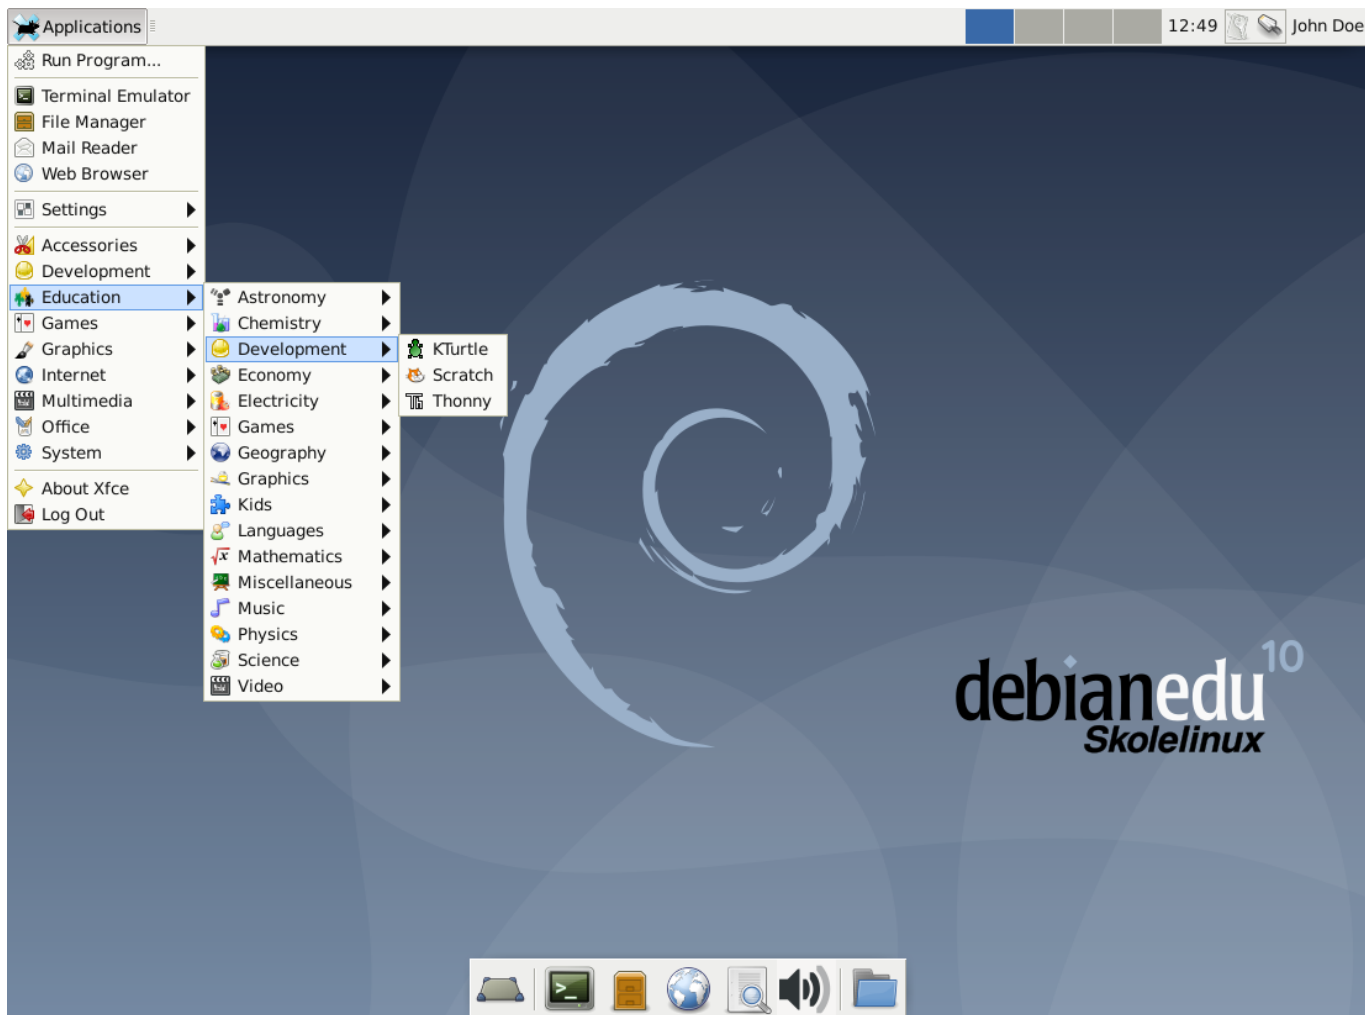 Applications
12:49
John Doe
Run Program...
Terminal Emulator
File Manager
Mail Reader
Web Browser
Settings
Accessories
Development
Education
Games
Graphics
Internet
Multimedia
Office
System
About Xfce
Log Out
Astronomy
Chemistry
Development
Economy
Electricity
Games
Geography
Graphics
Kids
Languages
Mathematics
Miscellaneous
Music
Physics
Science
Video
KTurtle
Scratch
Thonny
debianedu 10
Skolelinux